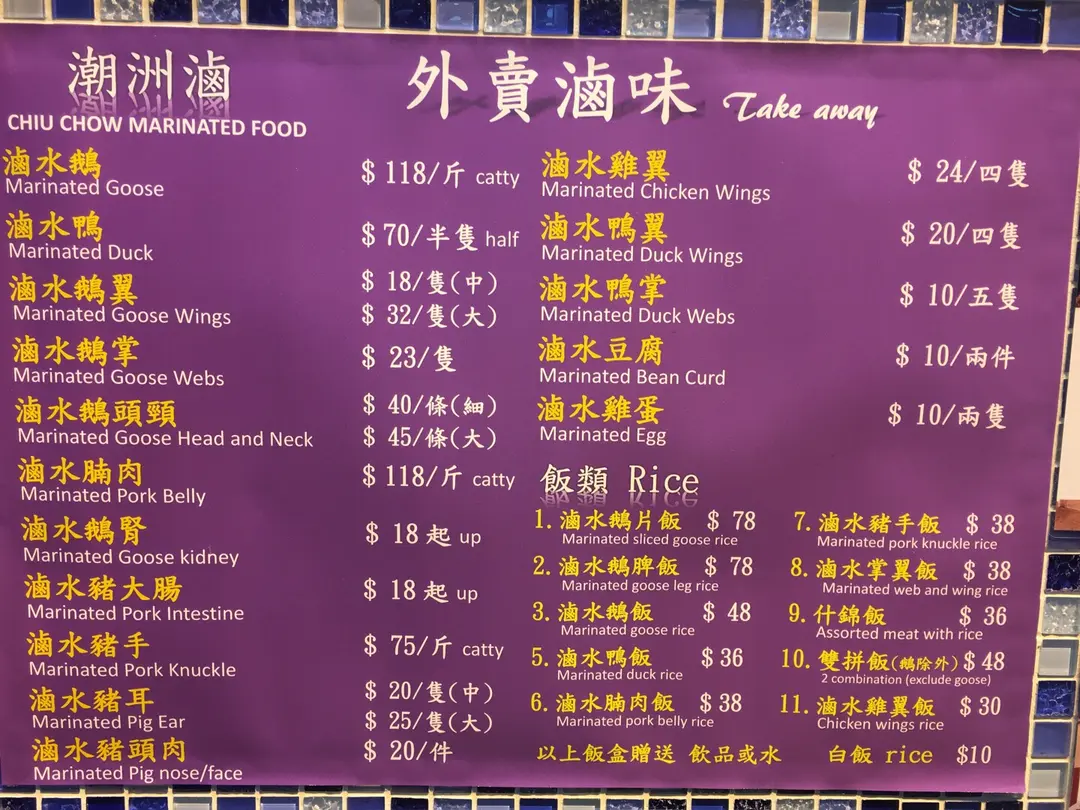 潮洲滷
CHIU CHOW MARINATED FOOD
外賣滷味 Take away
滷水鵝 $ 118/斤 catty
Marinated Goose
滷水鴨 $ 70/半隻 half
Marinated Duck
滷水鵝翼 $ 18/隻(中)
Marinated Goose Wings $ 32/隻(大)
滷水鵝掌 $ 23/隻
Marinated Goose Webs
滷水鵝頭頸 $ 40/條(細)
Marinated Goose Head and Neck $ 45/條(大)
滷水腩肉 $ 118/斤 catty
Marinated Pork Belly
滷水鵝腎 $ 18 起 up
Marinated Goose kidney
滷水豬大腸 $ 18 起 up
Marinated Pork Intestine
滷水豬手 $ 75/斤 catty
Marinated Pork Knuckle
滷水豬耳 $ 20/隻(中)
Marinated Pig Ear $ 25/隻(大)
滷水豬頭肉 $ 20/件
Marinated Pig nose/face
滷水雞翼 $ 24/四隻
Marinated Chicken Wings
滷水鴨翼 $ 20/四隻
Marinated Duck Wings
滷水鴨掌 $ 10/五隻
Marinated Duck Webs
滷水豆腐 $ 10/兩件
Marinated Bean Curd
滷水雞蛋 $ 10/兩隻
Marinated Egg
飯類 Rice
1. 滷水鵝片飯 $ 78
Marinated sliced goose rice
2. 滷水鵝脾飯 $ 78
Marinated goose leg rice
3. 滷水鵝飯 $ 48
Marinated goose rice
5. 滷水鴨飯 $ 36
Marinated duck rice
6. 滷水腩肉飯 $ 38
Marinated pork belly rice
7. 滷水豬手飯 $ 38
Marinated pork knuckle rice
8. 滷水掌翼飯 $ 38
Marinated web and wing rice
9. 什錦飯 $ 36
Assorted meat with rice
10. 雙拼飯(鵝除外) $ 48
2 combination (exclude goose)
11. 滷水雞翼飯 $ 30
Chicken wings rice
以上飯盒贈送 飲品或水 白飯 rice $10